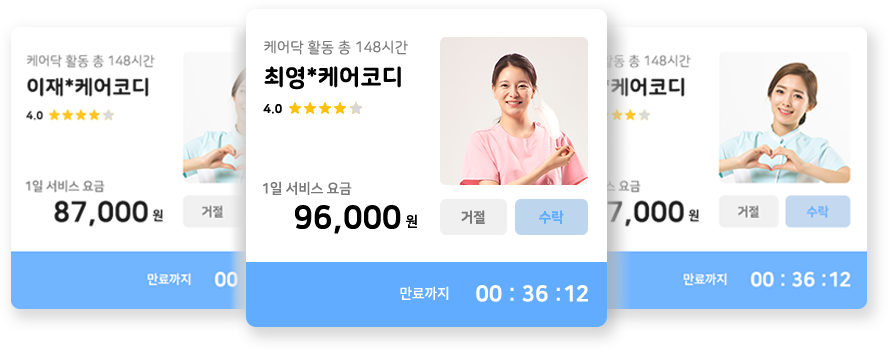 케어닥 활동 총 148시간
이재*케어코디
4.0
1일 서비스 요금
87,000 원
거절
만료까지
00
케어닥 활동 총 148시간
최영*케어코디
4.0
1일 서비스 요금
96,000 원
거절
수락
만료까지
00 : 36 : 12
활동 총 148시간
*케어코디
요금
7,000 원
거절
수락
만료까지
00 : 36 : 12